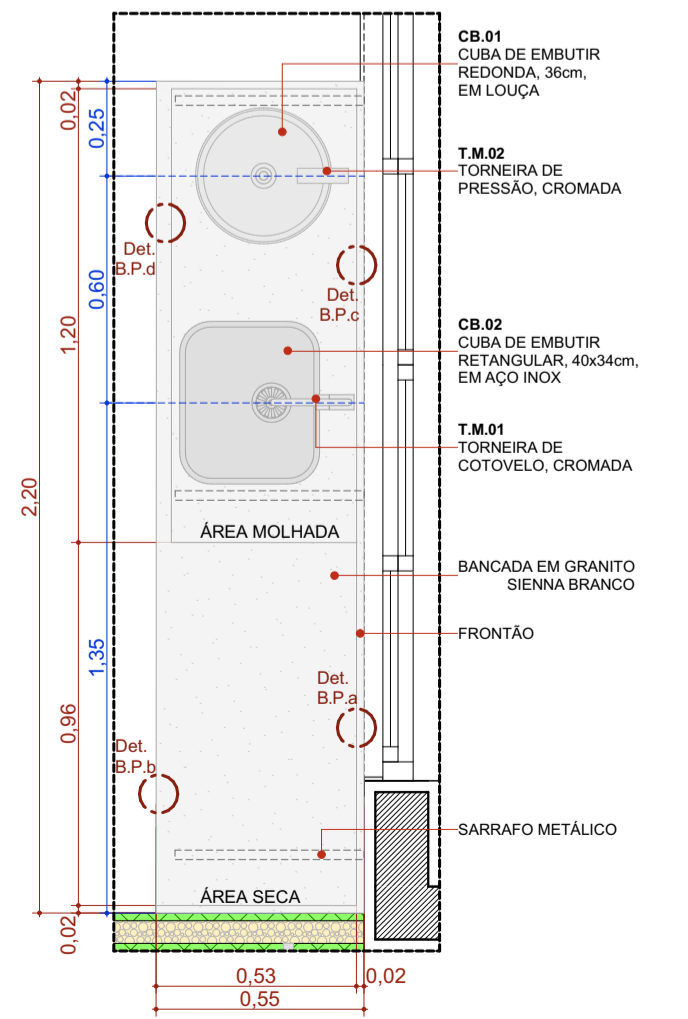 CB.01
CUBA DE EMBUTIR
REDONDA, 36cm,
EM LOUÇA
T.M.02
TORNEIRA DE
PRESSÃO, CROMADA
CB.02
CUBA DE EMBUTIR
RETANGULAR, 40x34cm,
EM AÇO INOX
T.M.01
TORNEIRA DE
COTOVELO, CROMADA
BANCADA EM GRANITO
SIENNA BRANCO
FRONTÃO
SARRAFO METÁLICO
Det.
B.P.d
Det.
B.P.c
ÁREA MOLHADA
Det.
B.P.a
Det.
B.P.b
ÁREA SECA
2,20
0,02
1,20
0,96
0,02
0,25
0,60
1,35
0,53
0,02
0,55